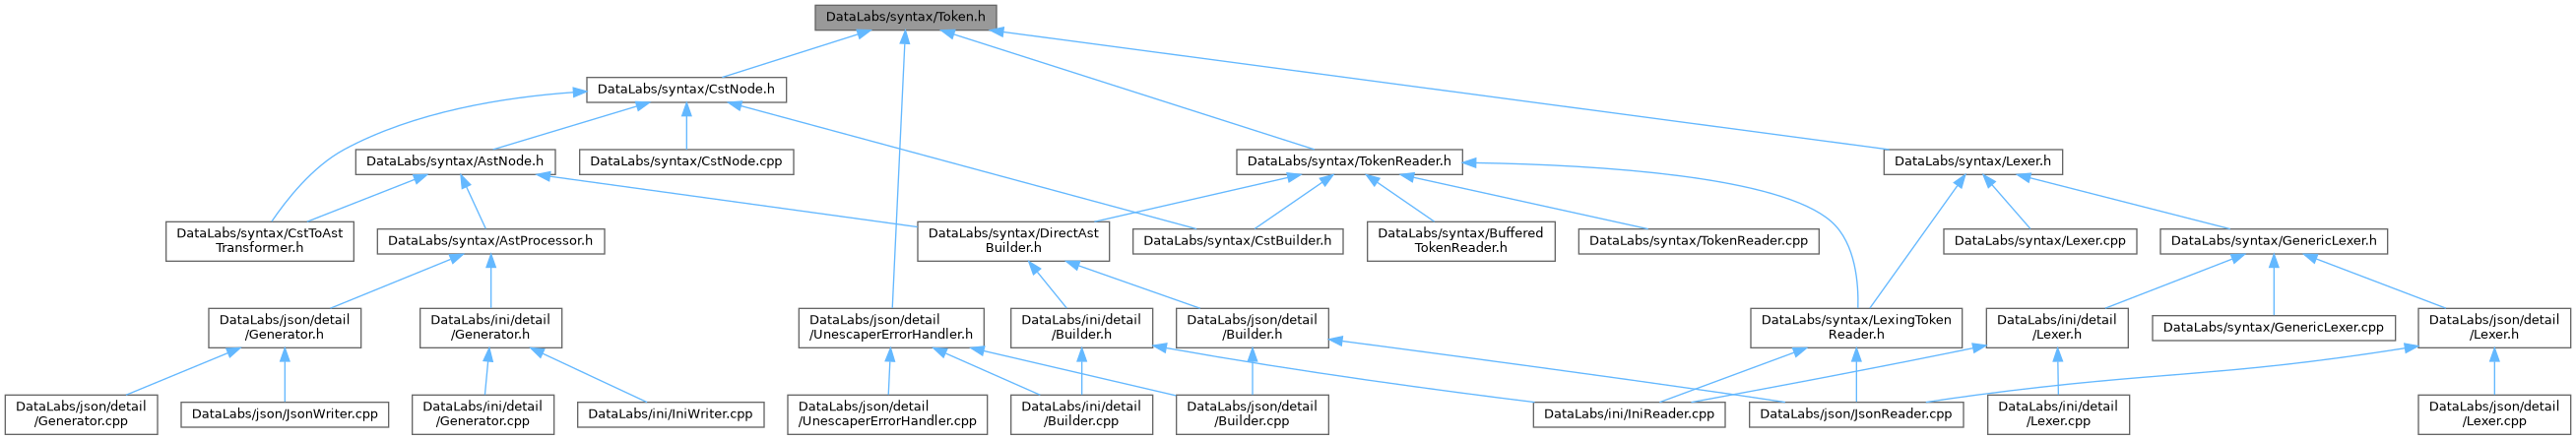 DataLabs/syntax/Token.h
DataLabs/syntax/CstNode.h
DataLabs/syntax/AstNode.h
DataLabs/syntax/CstNode.cpp
DataLabs/syntax/TokenReader.h
DataLabs/syntax/Lexer.h
DataLabs/syntax/CstToAst
Transformer.h
DataLabs/syntax/AstProcessor.h
DataLabs/syntax/DirectAst
Builder.h
DataLabs/syntax/CstBuilder.h
DataLabs/syntax/Buffered
TokenReader.h
DataLabs/syntax/TokenReader.cpp
DataLabs/syntax/Lexer.cpp
DataLabs/syntax/GenericLexer.h
DataLabs/json/detail
/Generator.h
DataLabs/ini/detail
/Generator.h
DataLabs/json/detail
/UnescaperErrorHandler.h
DataLabs/ini/detail
/Builder.h
DataLabs/json/detail
/Builder.h
DataLabs/syntax/LexingToken
Reader.h
DataLabs/ini/detail
/Lexer.h
DataLabs/syntax/GenericLexer.cpp
DataLabs/json/detail
/Lexer.h
DataLabs/json/detail
/Generator.cpp
DataLabs/json/JsonWriter.cpp
DataLabs/ini/detail
/Generator.cpp
DataLabs/ini/IniWriter.cpp
DataLabs/json/detail
/UnescaperErrorHandler.cpp
DataLabs/ini/detail
/Builder.cpp
DataLabs/json/detail
/Builder.cpp
DataLabs/ini/IniReader.cpp
DataLabs/json/JsonReader.cpp
DataLabs/ini/detail
/Lexer.cpp
DataLabs/json/detail
/Lexer.cpp